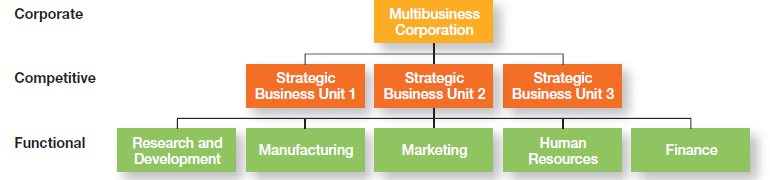 Corporate
Multibusiness
Corporation
Competitive
Strategic
Business Unit 1
Strategic
Business Unit 2
Strategic
Business Unit 3
Functional
Research and
Development
Manufacturing
Marketing
Human
Resources
Finance